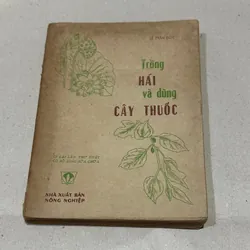 Trồng
HÁI
và dùng
CÂY THUỐC
NHÀ XUẤT BẢN
NÔNG NGHIỆP